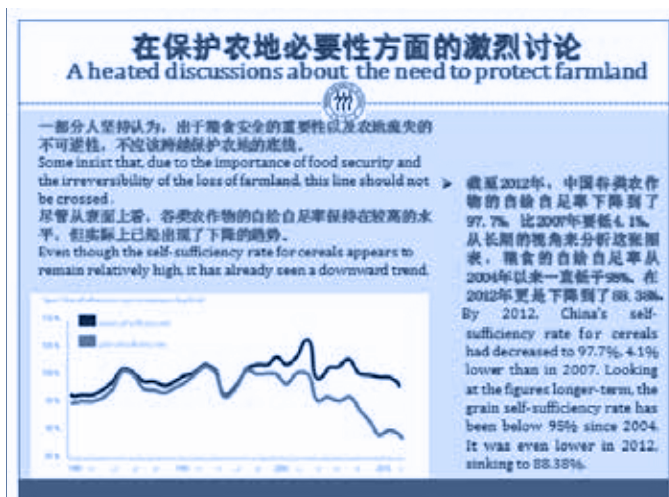 在保护农地必要性方面的激烈讨论
A heated discussions about the need to protect farmland
一部分人坚持认为，由于粮食安全的重要性以及农地流失的
不可逆性，不应该跨越保护农地的底线。
Some insist that, due to the importance of food security and
the irreversibility of the loss of farmland, this line should not
be crossed.
尽管从表面上看，谷类农作物的自给自足率保持在较高的水
平，但实际上已经出现了下降的趋势。
Even though the self-sufficiency rate for cereals appears to
remain relatively high, it has already seen a downward trend.
➤ 截至2012年，中国谷类农作
物的自给自足率下降到了
97.7%，比2007年要低4.1%。
从长期的视角来分析这张图
表，粮食的自给自足率从
2004年以来一直低于95%，在
2012年更是下降到了88.38%。
By 2012, China's self-
sufficiency rate for cereals
had decreased to 97.7%, 4.1%
lower than in 2007. Looking
at the figures longer-term, the
grain self-sufficiency rate has
been below 95% since 2004.
It was even lower in 2012,
sinking to 88.38%.